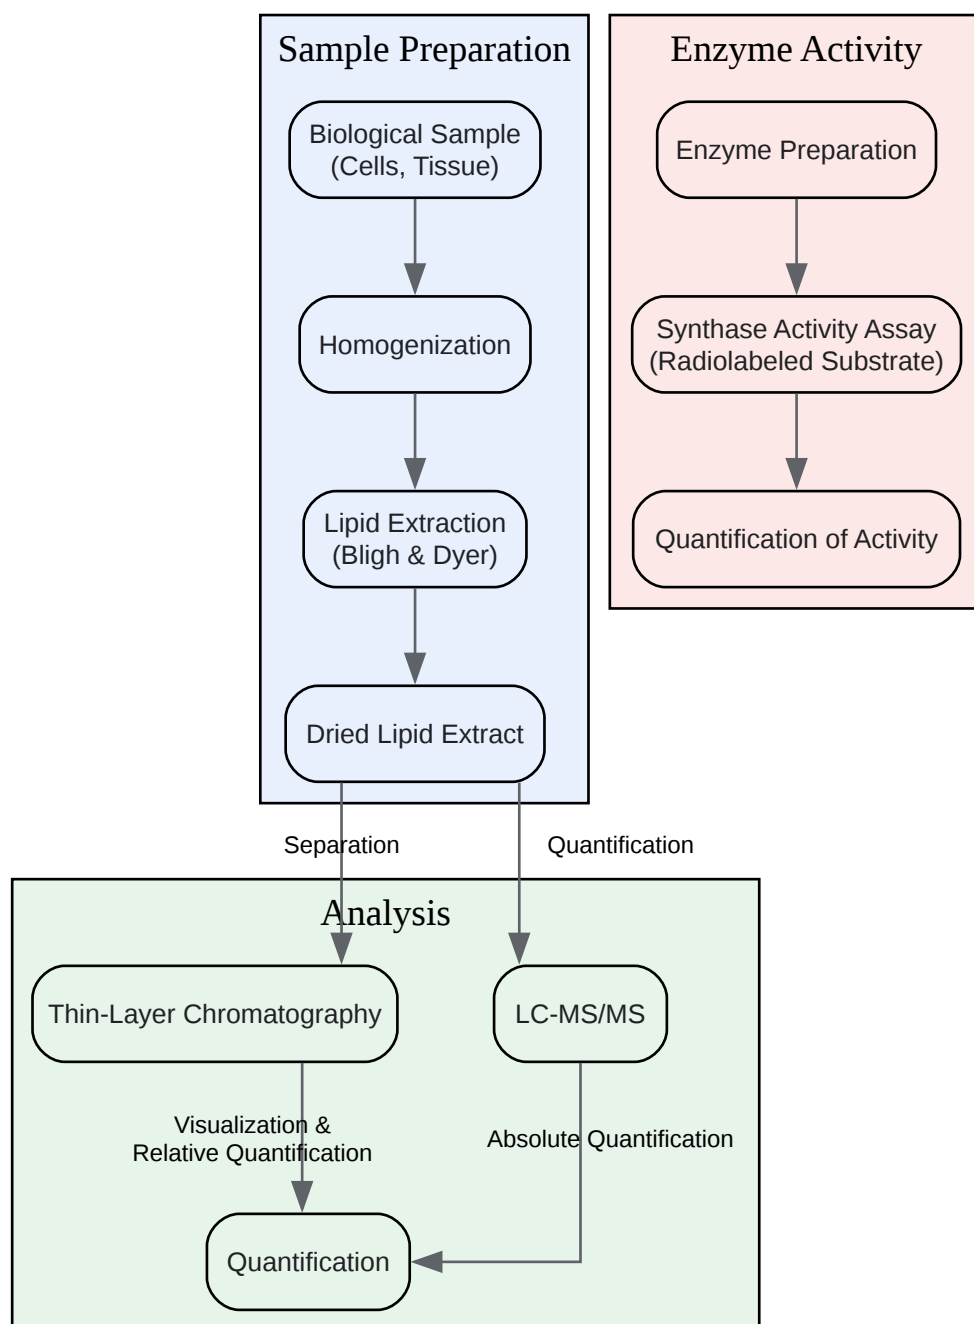 Sample Preparation
Biological Sample
(Cells, Tissue)
Homogenization
Lipid Extraction
(Bligh & Dyer)
Dried Lipid Extract
Enzyme Activity
Enzyme Preparation
Synthase Activity Assay
(Radiolabeled Substrate)
Quantification of Activity
Separation
Quantification
Analysis
Thin-Layer Chromatography
LC-MS/MS
Visualization &
Relative Quantification
Absolute Quantification
Quantification